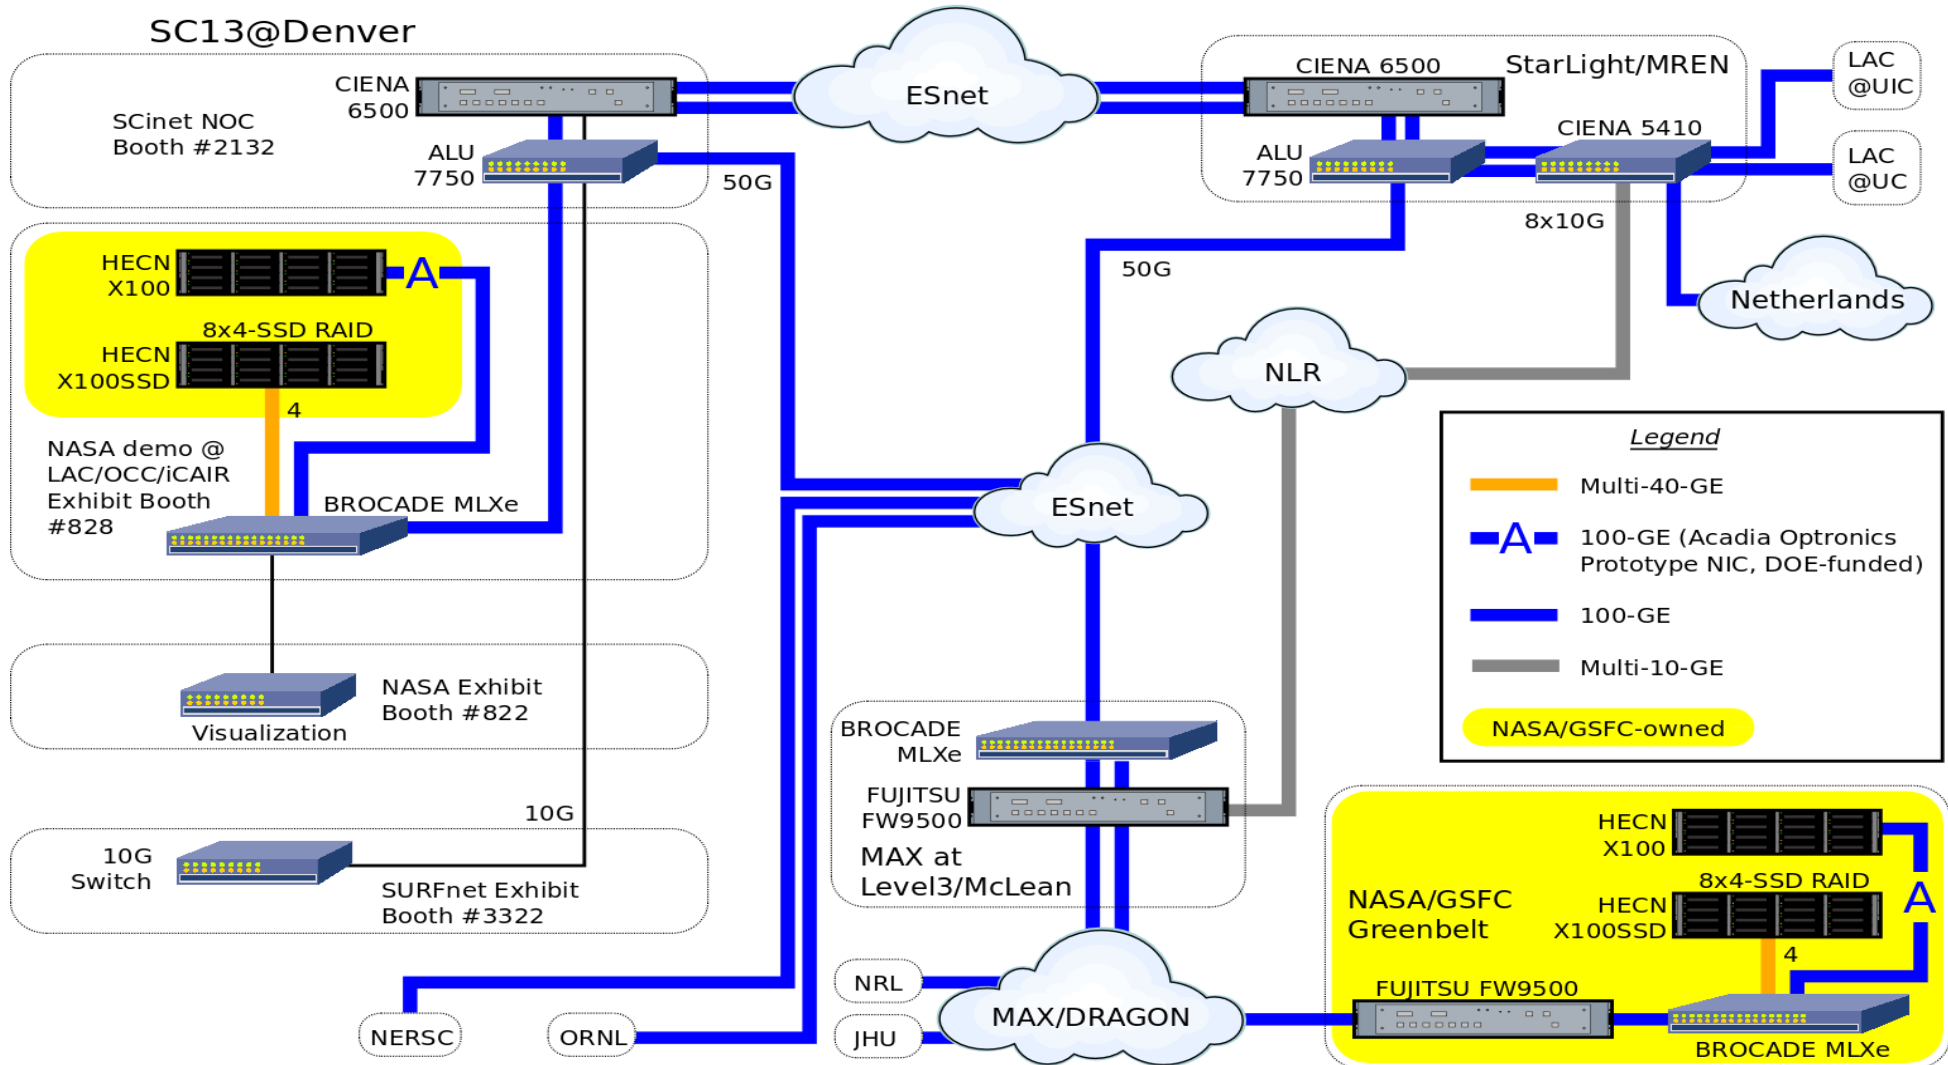 SC13@Denver
CIENA
6500
SCinet NOC
Booth #2132
ALU
7750
50G
ESnet
CIENA 6500
StarLight/MREN
CIENA 5410
ALU
7750
LAC
@UIC
LAC
@UC
8x10G
50G
Netherlands
NLR
HECN
X100
A
8x4-SSD RAID
HECN
X100SSD
4
NASA demo @
LAC/OCC/iCAIR
Exhibit Booth
#828
BROCADE MLXe
ESnet
Legend
Multi-40-GE
A
100-GE (Acadia Optronics
Prototype NIC, DOE-funded)
100-GE
Multi-10-GE
NASA/GSFC-owned
NASA Exhibit
Booth #822
Visualization
10G
10G
Switch
SURFnet Exhibit
Booth #3322
BROCADE
MLXe
FUJITSU
FW9500
MAX at
Level3/McLean
NERSC
ORNL
NRL
JHU
MAX/DRAGON
NASA/GSFC
Greenbelt
HECN
X100
8x4-SSD RAID
HECN
X100SSD
A
4
FUJITSU FW9500
BROCADE MLXe